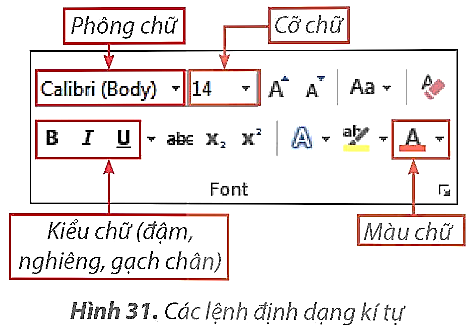 Phông chữ
Cỡ chữ
Calibri (Body) 14 A A Aa A
B I U abc x₂ x² A ab A
Font
Kiểu chữ (đậm,
nghiêng, gạch chân)
Màu chữ
Hình 31. Các lệnh định dạng kí tự